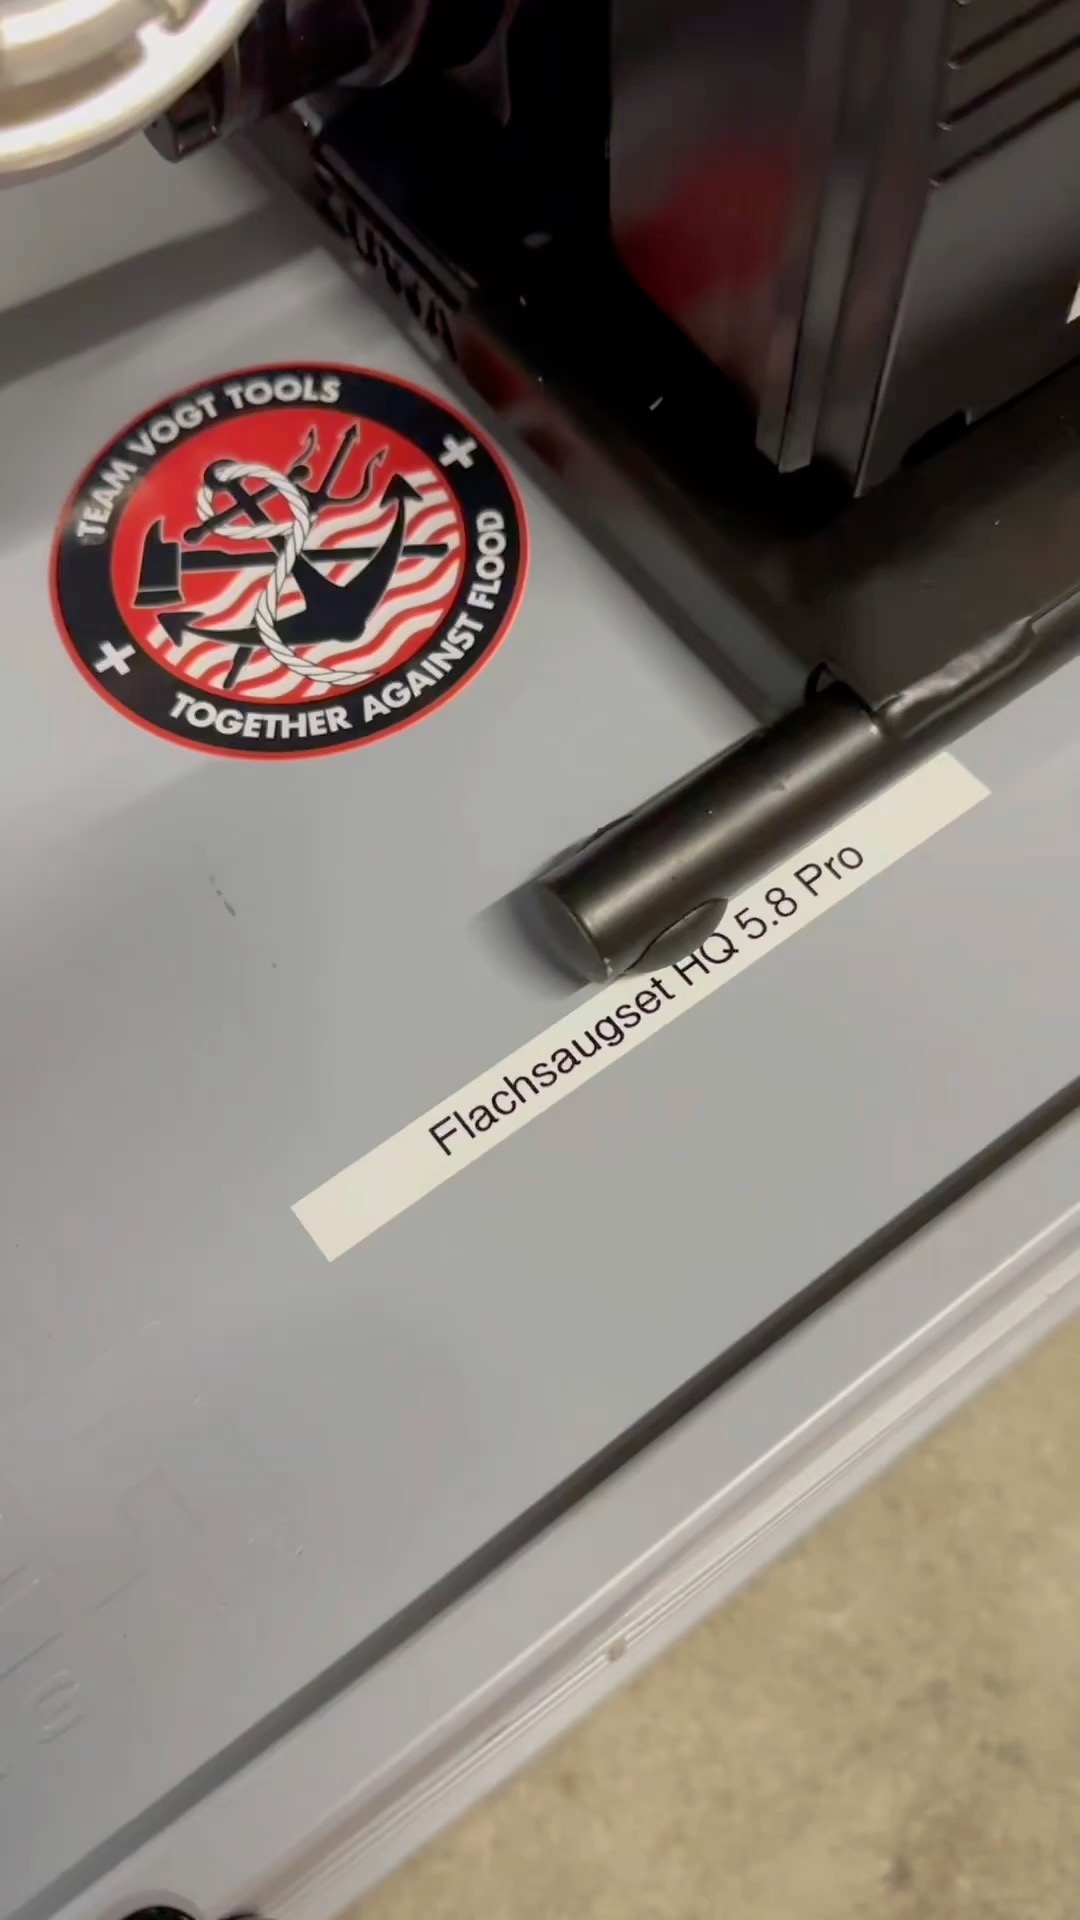 TEAM VOGT TOOLS
TOGETHER AGAINST FLOOD
Flachsaugset HQ 5.8 Pro